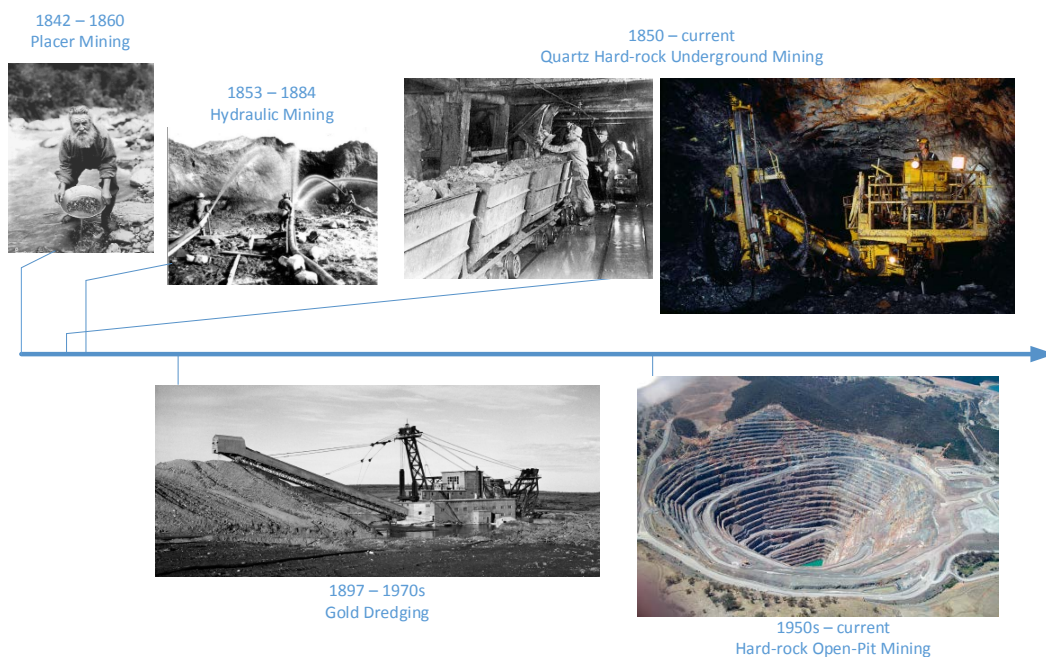 1842 – 1860
Placer Mining
1853 – 1884
Hydraulic Mining
1850 – current
Quartz Hard-rock Underground Mining
1897 – 1970s
Gold Dredging
1950s – current
Hard-rock Open-Pit Mining